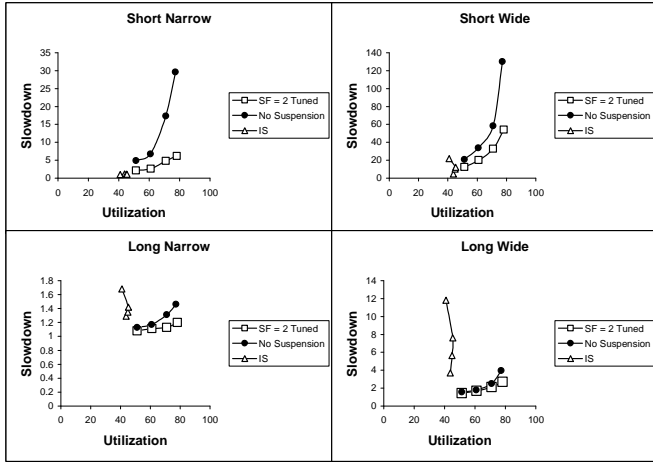 Short Narrow
Slowdown
35
30
25
20
15
10
5
0
0 20 40 60 80 100
Utilization
SF = 2 Tuned
No Suspension
IS
Short Wide
Slowdown
140
120
100
80
60
40
20
0
0 20 40 60 80 100
Utilization
SF = 2 Tuned
No Suspension
IS
Long Narrow
Slowdown
1.8
1.6
1.4
1.2
1
0.8
0.6
0.4
0.2
0
0 20 40 60 80 100
Utilization
SF = 2 Tuned
No Suspension
IS
Long Wide
Slowdown
14
12
10
8
6
4
2
0
0 20 40 60 80 100
Utilization
SF = 2 Tuned
No Suspension
IS